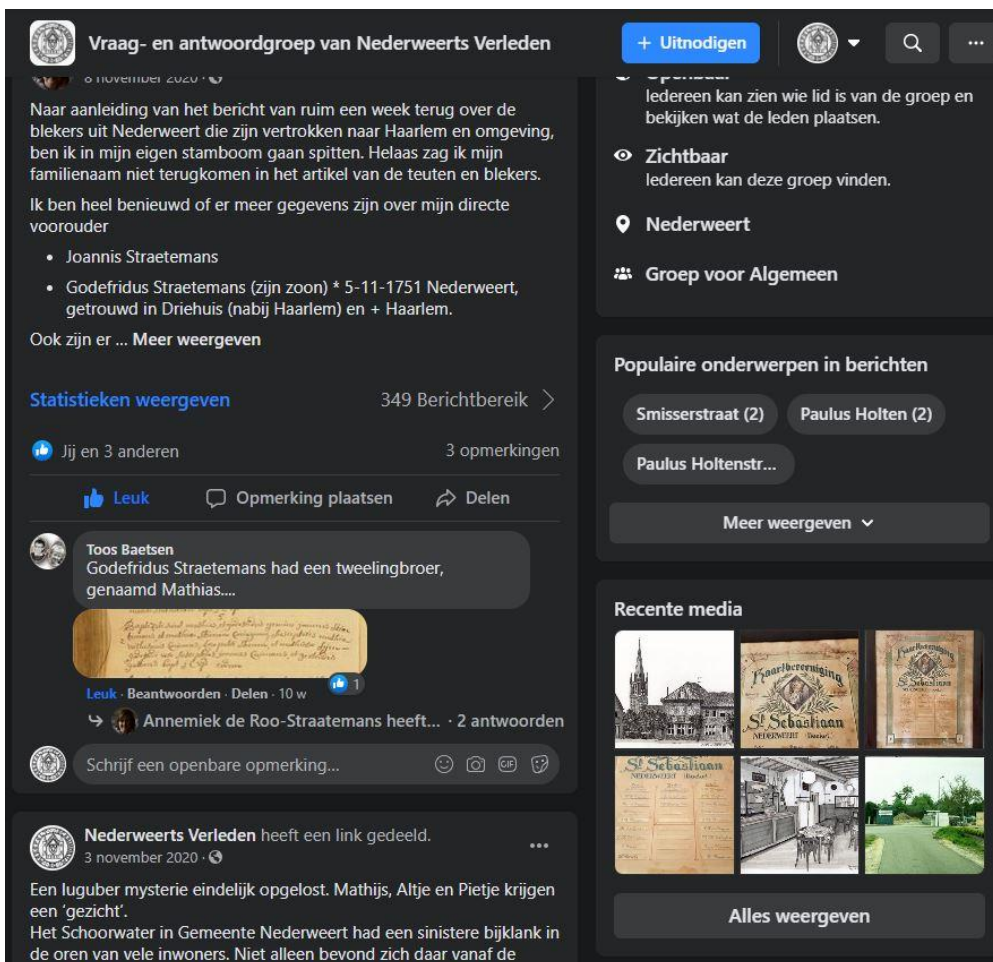 Vraag- en antwoordgroep van Nederweerts Verleden
+ Uitnodigen
8 november 2020 ·
Naar aanleiding van het bericht van ruim een week terug over de
blekers uit Nederweert die zijn vertrokken naar Haarlem en omgeving,
ben ik in mijn eigen stamboom gaan spitten. Helaas zag ik mijn
familienaam niet terugkomen in het artikel van de teuten en blekers.
Ik ben heel benieuwd of er meer gegevens zijn over mijn directe
voorouder
• Joannis Straetemans
• Godefridus Straetemans (zijn zoon) * 5-11-1751 Nederweert,
getrouwd in Driehuis (nabij Haarlem) en + Haarlem.
Ook zijn er ... Meer weergeven
Statistieken weergeven
349 Berichtbereik
Jij en 3 anderen
3 opmerkingen
Leuk
Opmerking plaatsen
Delen
Toos Baetsen
Godefridus Straetemans had een tweelingbroer,
genaamd Mathias....
1
Leuk · Beantwoorden · Delen · 10 w
Annemiek de Roo-Straatemans heeft... · 2 antwoorden
Schrijf een openbare opmerking...
GIF
Nederweerts Verleden heeft een link gedeeld.
3 november 2020 ·
Een luguber mysterie eindelijk opgelost. Mathijs, Altje en Pietje krijgen
een ‘gezicht’.
Het Schoorwater in Gemeente Nederweert had een sinistere bijklank in
de oren van vele inwoners. Niet alleen bevond zich daar vanaf de
Openbaar
Iedereen kan zien wie lid is van de groep en
bekijken wat de leden plaatsen.
Zichtbaar
Iedereen kan deze groep vinden.
Nederweert
Groep voor Algemeen
Populaire onderwerpen in berichten
Smisserstraat (2)
Paulus Holten (2)
Paulus Holtenstr...
Meer weergeven
Recente media
Kaartvereeniging
St Sebastiaan
NEDERWEERT
Kaartvereeniging
St Sebastiaan
St Sebastiaan
NEDERWEERT
Alles weergeven